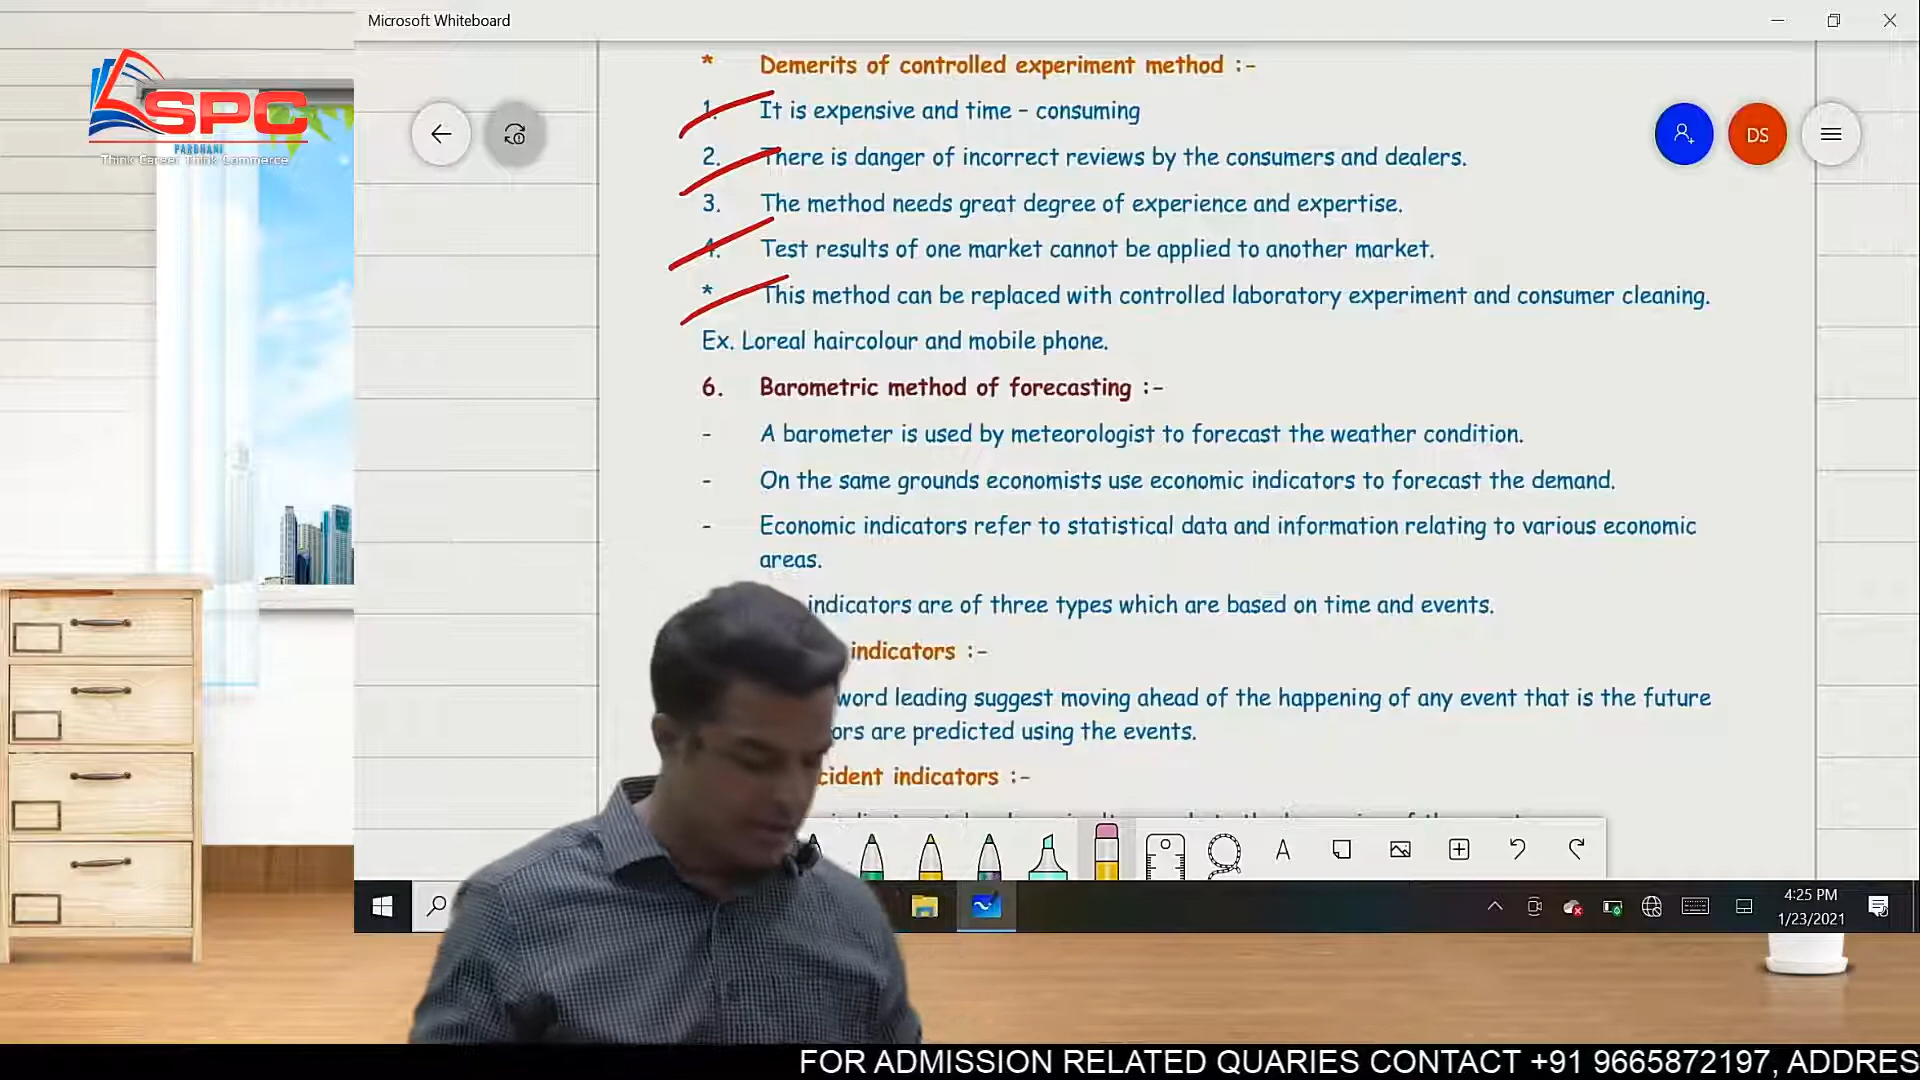 Microsoft Whiteboard
SPC
PARDHANI
Think Career Think Commerce
* Demerits of controlled experiment method :-
1. It is expensive and time - consuming
2. There is danger of incorrect reviews by the consumers and dealers.
3. The method needs great degree of experience and expertise.
4. Test results of one market cannot be applied to another market.
* This method can be replaced with controlled laboratory experiment and consumer cleaning.
Ex. Loreal haircolour and mobile phone.
DS
6. Barometric method of forecasting :-
- A barometer is used by meteorologist to forecast the weather condition.
- On the same grounds economists use economic indicators to forecast the demand.
- Economic indicators refer to statistical data and information relating to various economic
areas.
indicators are of three types which are based on time and events.
indicators :-
word leading suggest moving ahead of the happening of any event that is the future
are predicted using the events.
indicators :-
4:25 PM
1/23/2021
FOR ADMISSION RELATED QUARIES CONTACT +91 9665872197, ADDRES